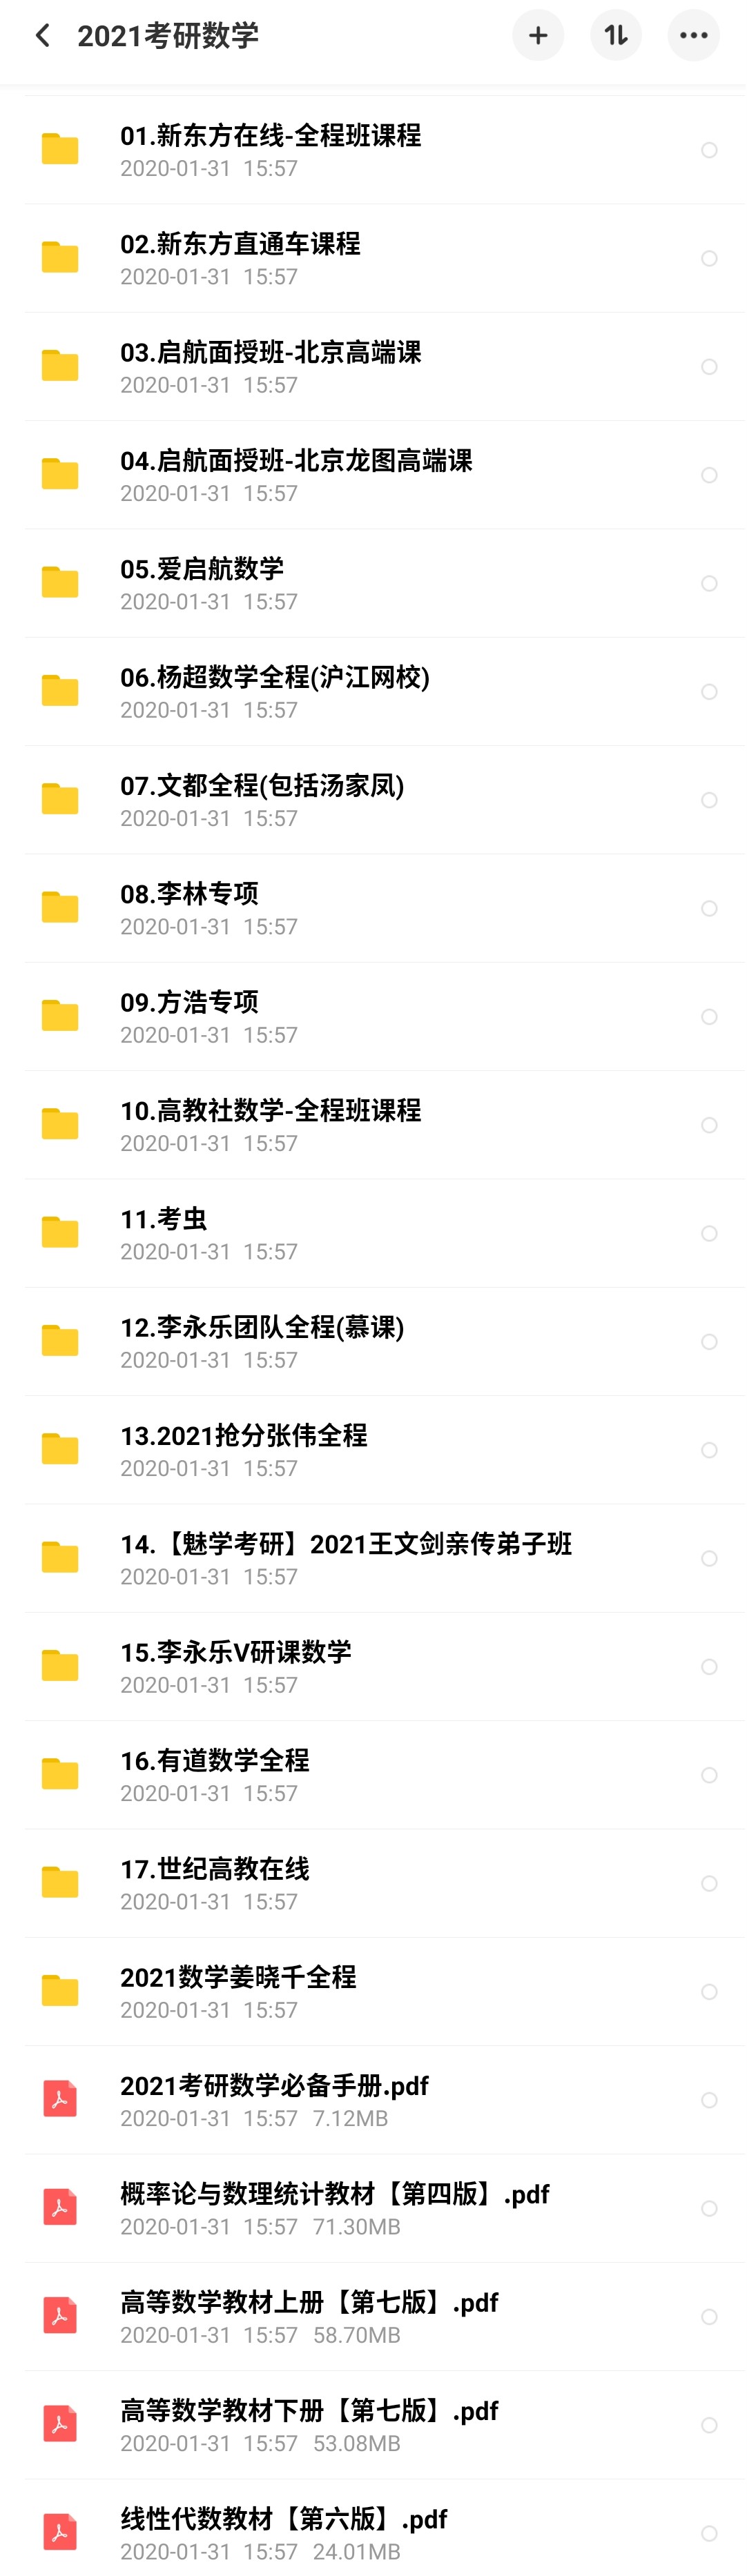 2021考研数学
01.新东方在线-全程班课程
2020-01-31 15:57
02.新东方直通车课程
2020-01-31 15:57
03.启航面授班-北京高端课
2020-01-31 15:57
04.启航面授班-北京龙图高端课
2020-01-31 15:57
05.爱启航数学
2020-01-31 15:57
06.杨超数学全程(沪江网校)
2020-01-31 15:57
07.文都全程(包括汤家凤)
2020-01-31 15:57
08.李林专项
2020-01-31 15:57
09.方浩专项
2020-01-31 15:57
10.高教社数学-全程班课程
2020-01-31 15:57
11.考虫
2020-01-31 15:57
12.李永乐团队全程(慕课)
2020-01-31 15:57
13.2021抢分张伟全程
2020-01-31 15:57
14.【魅学考研】2021王文剑亲传弟子班
2020-01-31 15:57
15.李永乐V研课数学
2020-01-31 15:57
16.有道数学全程
2020-01-31 15:57
17.世纪高教在线
2020-01-31 15:57
2021数学姜晓千全程
2020-01-31 15:57
2021考研数学必备手册.pdf
2020-01-31 15:57 7.12MB
概率论与数理统计教材【第四版】.pdf
2020-01-31 15:57 71.30MB
高等数学教材上册【第七版】.pdf
2020-01-31 15:57 58.70MB
高等数学教材下册【第七版】.pdf
2020-01-31 15:57 53.08MB
线性代数教材【第六版】.pdf
2020-01-31 15:57 24.01MB